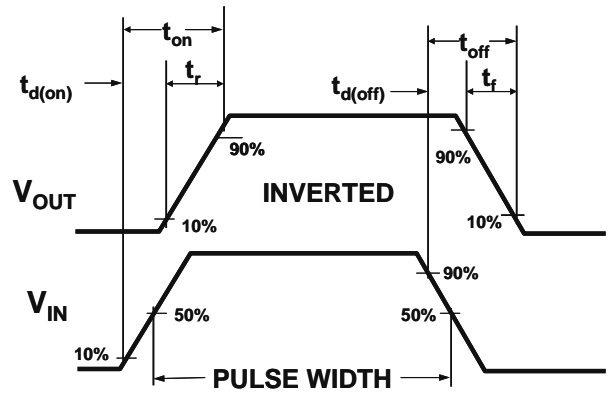 t_on
t_off
t_d(on)
t_r
t_d(off)
t_f
90%
90%
V_OUT
INVERTED
10%
10%
90%
V_IN
50%
50%
10%
PULSE WIDTH